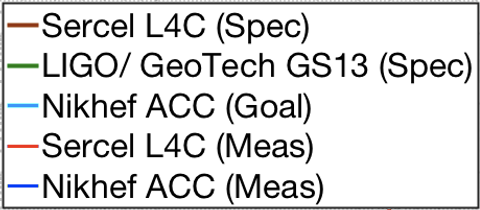 Sercel L4C (Spec)
LIGO/ GeoTech GS13 (Spec)
Nikhef ACC (Goal)
Sercel L4C (Meas)
Nikhef ACC (Meas)